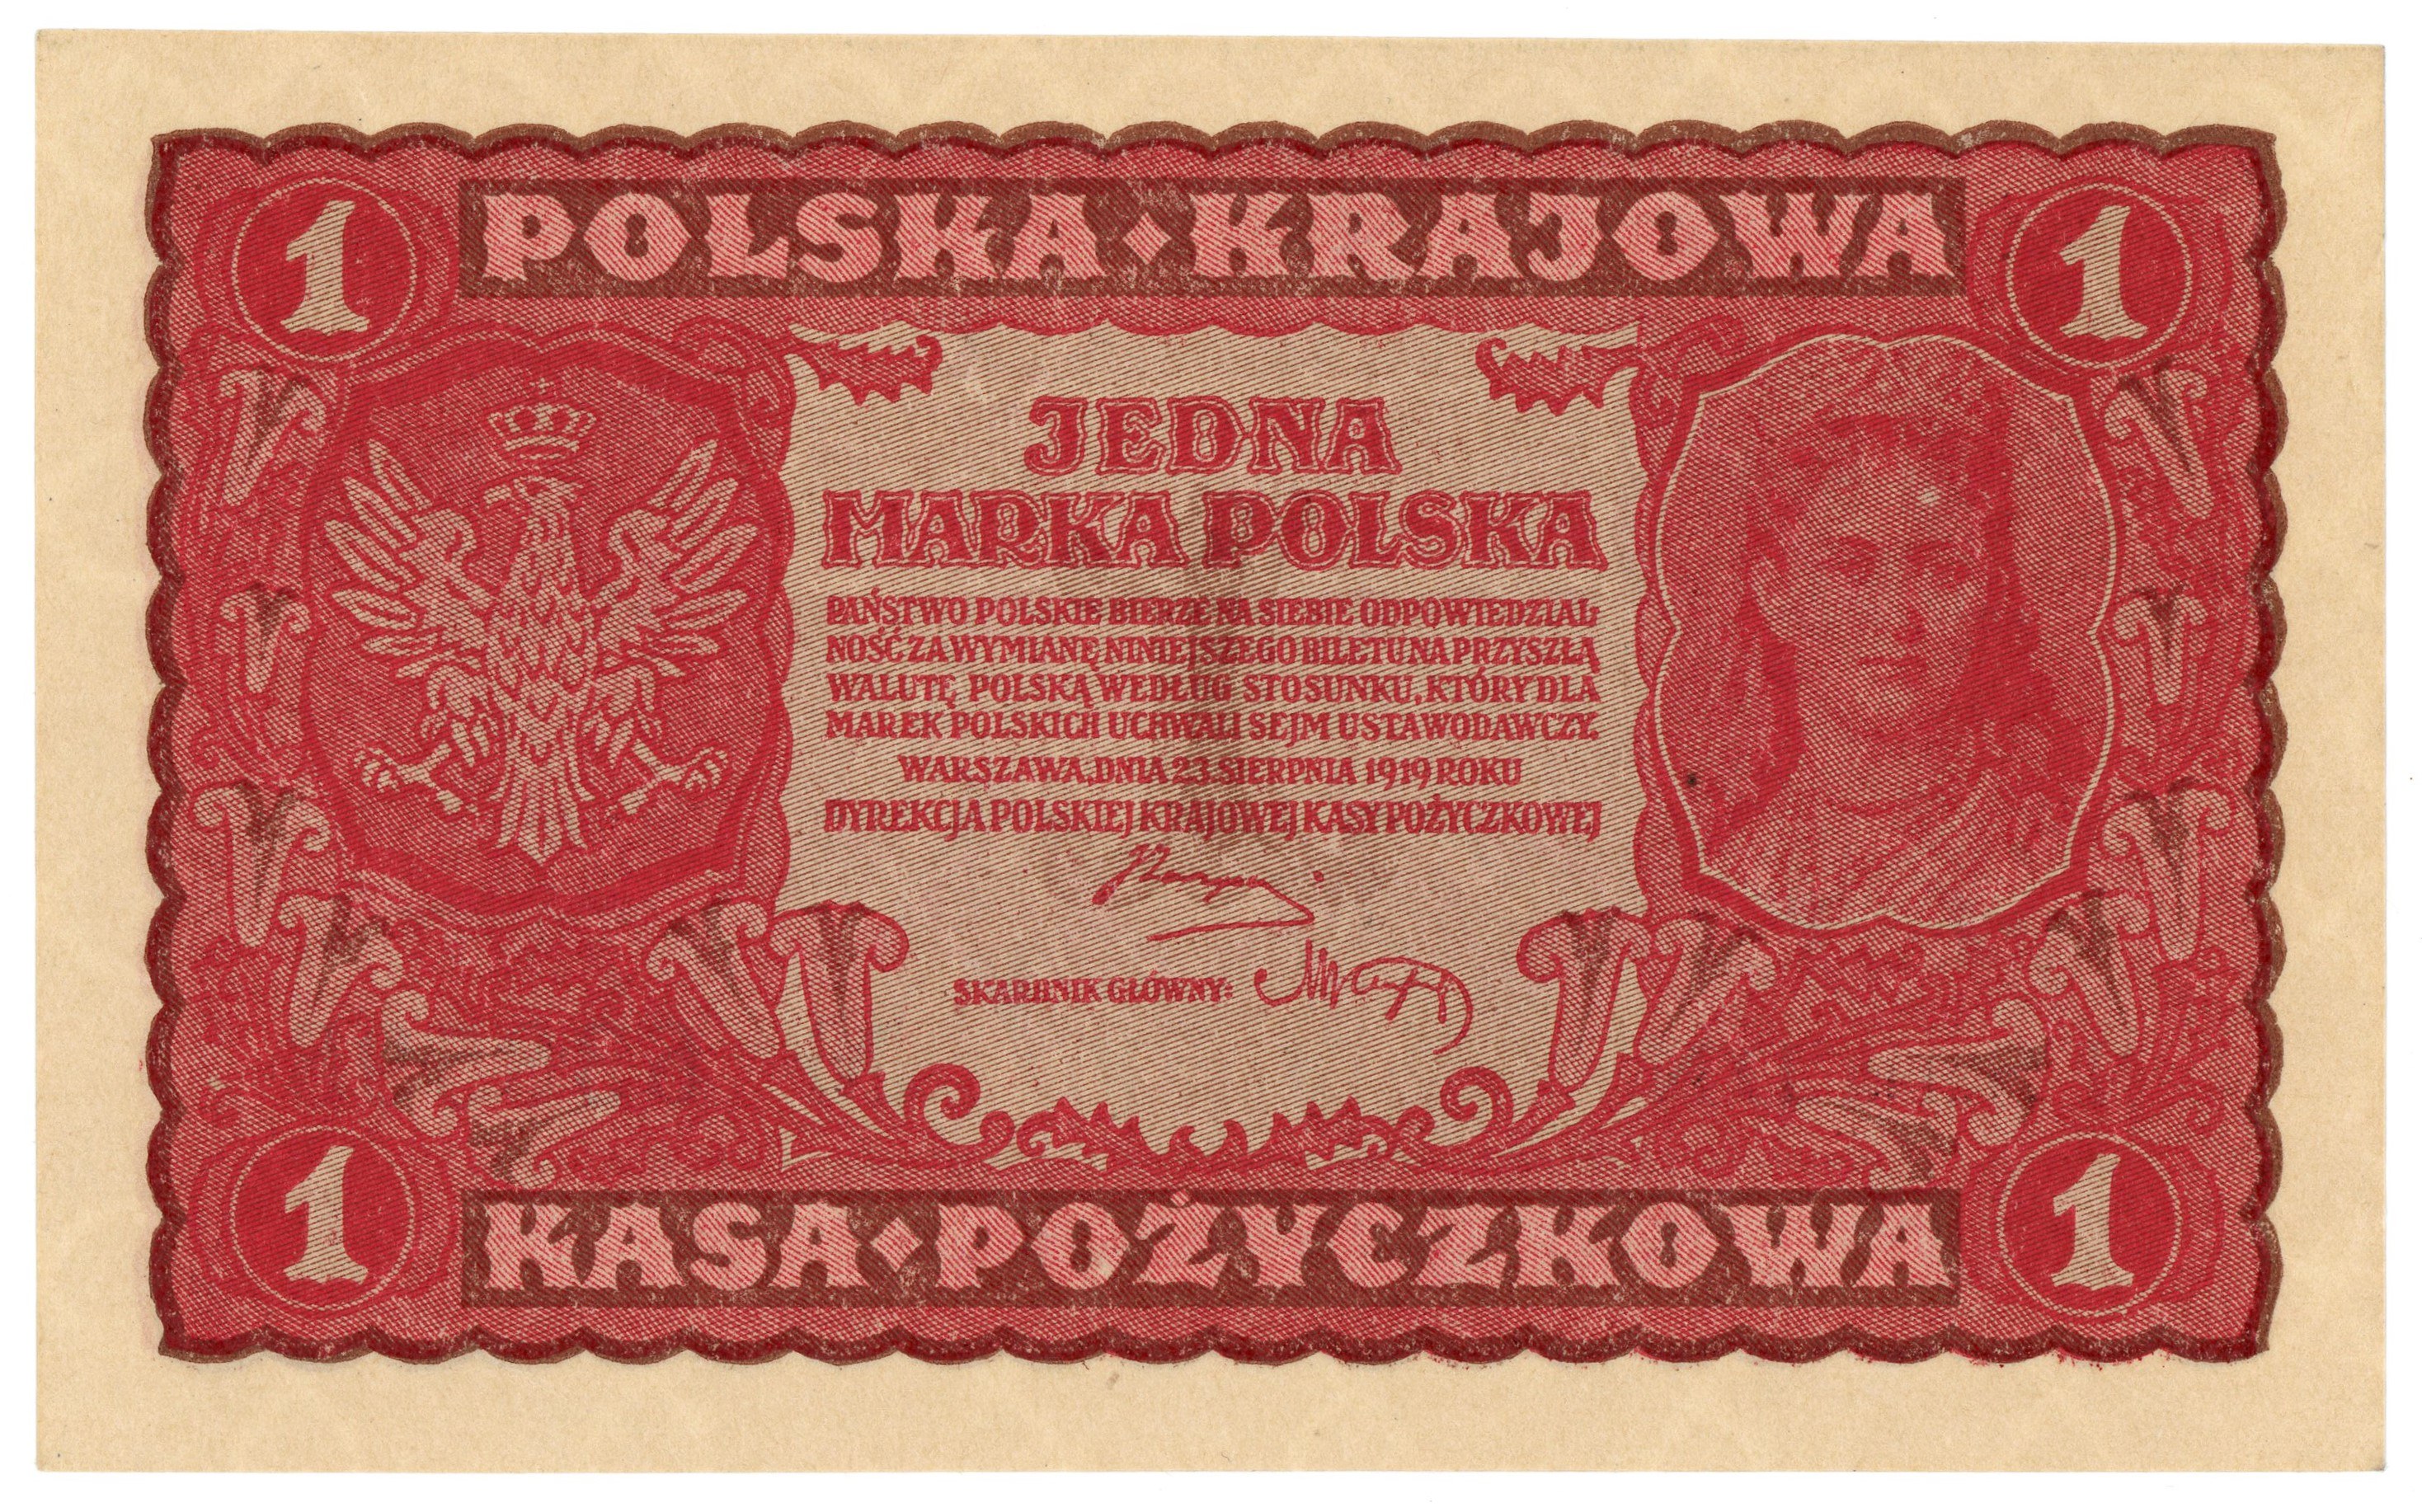 1 POLSKA·KRAJOWA 1
JEDNA
MARKA POLSKA
PAŃSTWO POLSKIE BIERZE NA SIEBIE ODPOWIEDZIAL-
NOŚĆ ZA WYMIANĘ NINIEJSZEGO BILETU NA PRZYSZŁĄ
WALUTĘ POLSKĄ WEDŁUG STOSUNKU, KTÓRY DLA
MAREK POLSKICH UCHWALI SEJM USTAWODAWCZY.
WARSZAWA, DNIA 23 SIERPNIA 1919 ROKU
DYREKCJA POLSKIEJ KRAJOWEJ KASY POŻYCZKOWEJ
SKARBNIK GŁÓWNY:
1 KASA·POŻYCZKOWA 1